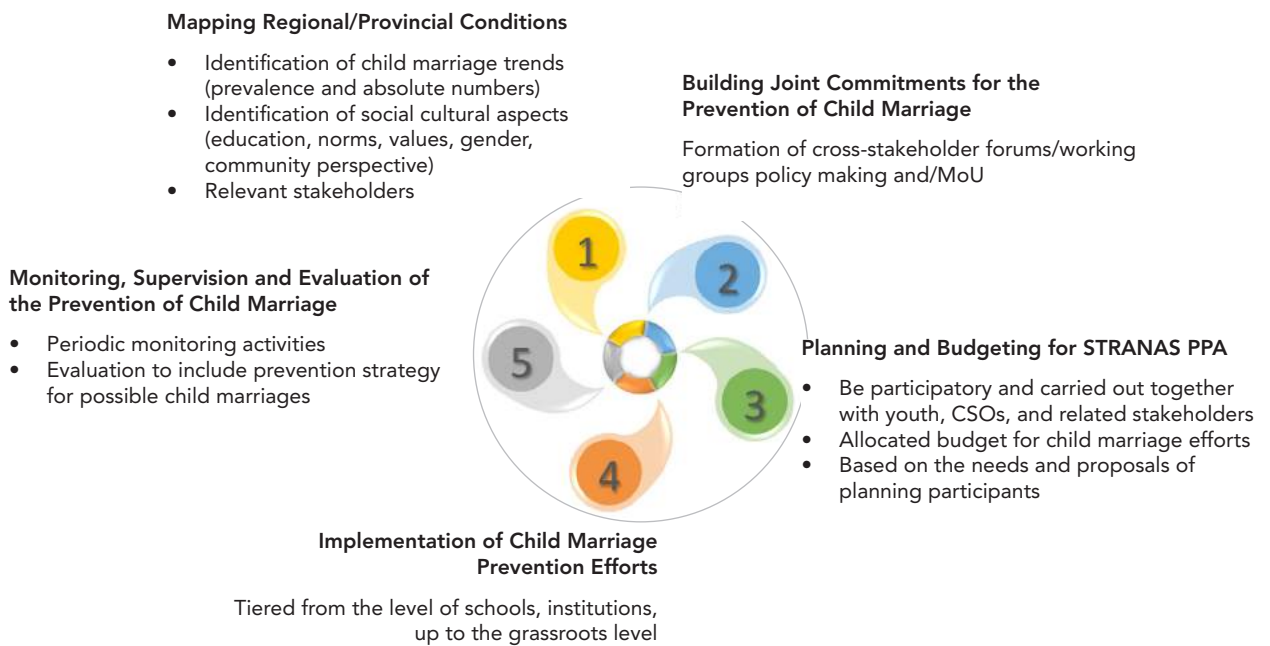 Mapping Regional/Provincial Conditions
• Identification of child marriage trends
(prevalence and absolute numbers)
• Identification of social cultural aspects
(education, norms, values, gender,
community perspective)
• Relevant stakeholders
1
Building Joint Commitments for the
Prevention of Child Marriage
Formation of cross-stakeholder forums/working
groups policy making and/MoU
2
Planning and Budgeting for STRANAS PPA
• Be participatory and carried out together
with youth, CSOs, and related stakeholders
• Allocated budget for child marriage efforts
• Based on the needs and proposals of
planning participants
3
Implementation of Child Marriage
Prevention Efforts
Tiered from the level of schools, institutions,
up to the grassroots level
4
Monitoring, Supervision and Evaluation of
the Prevention of Child Marriage
• Periodic monitoring activities
• Evaluation to include prevention strategy
for possible child marriages
5